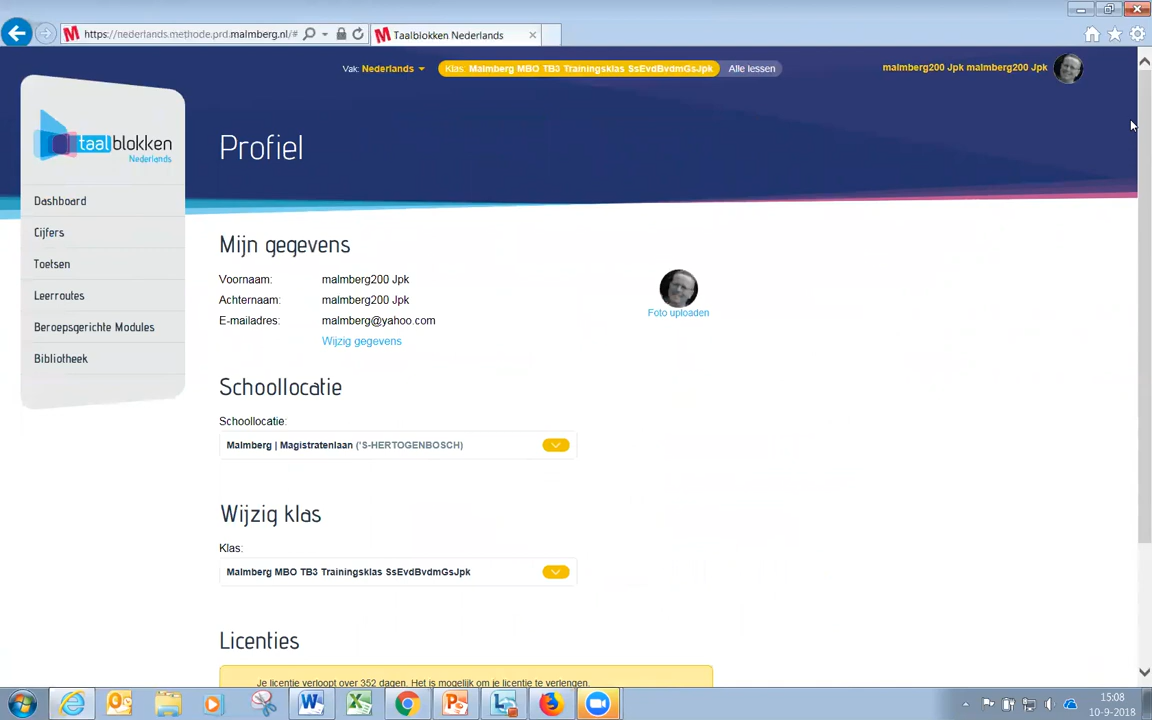 https://nederlands.methode.prd.malmberg.nl/#
Taalblokken Nederlands
Vak: Nederlands
Klas: Malmberg MBO TB3 Trainingsklas SsEvdBvdmGsJpk
Alle lessen
malmberg200 Jpk malmberg200 Jpk
taalblokken
Nederlands
Profiel
Dashboard
Cijfers
Toetsen
Leerroutes
Beroepsgerichte Modules
Bibliotheek
Mijn gegevens
Voornaam: malmberg200 Jpk
Achternaam: malmberg200 Jpk
E-mailadres: malmberg@yahoo.com
Wijzig gegevens
Foto uploaden
Schoollocatie
Schoollocatie:
Malmberg | Magistratenlaan ('S-HERTOGENBOSCH)
Wijzig klas
Klas:
Malmberg MBO TB3 Trainingsklas SsEvdBvdmGsJpk
Licenties
Je licentie verloopt over 352 dagen. Het is mogelijk om je licentie te verlengen.
15:08
10-9-2018